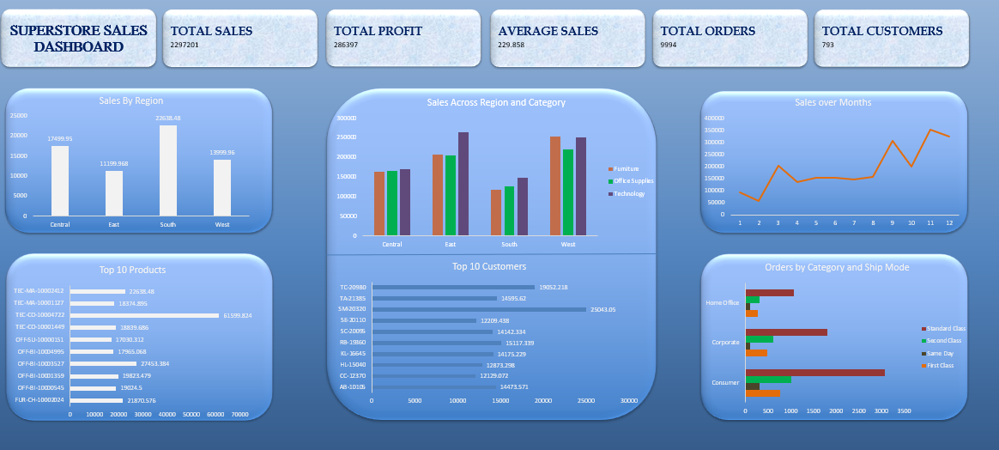 SUPERSTORE SALES
DASHBOARD
TOTAL SALES
2297201
TOTAL PROFIT
286397
AVERAGE SALES
229.858
TOTAL ORDERS
9994
TOTAL CUSTOMERS
793
Sales By Region
25000
20000
15000
10000
5000
0
17499.95
11199.968
22638.48
13999.96
Central East South West
Sales Across Region and Category
300000
250000
200000
150000
100000
50000
0
Central East South West
Furniture
Office Supplies
Technology
Sales over Months
400000
350000
300000
250000
200000
150000
100000
50000
0
1 2 3 4 5 6 7 8 9 10 11 12
Top 10 Products
TEC-MA-10002412 22638.48
TEC-MA-10001127 18374.895
TEC-CO-10004722 61599.824
TEC-CO-10001449 18839.686
OFF-SU-10000151 17030.312
OFF-BI-10004995 17965.068
OFF-BI-10003527 27453.384
OFF-BI-10001359 19823.479
OFF-BI-10000545 19024.5
FUR-CH-10002024 21870.576
0 10000 20000 30000 40000 50000 60000 70000
Top 10 Customers
TC-20980 19052.218
TA-21385 14595.62
SM-20320 25043.05
SE-20110 12209.438
SC-20095 14142.334
RB-19360 15117.339
KL-16645 14175.229
HL-15040 12873.298
CC-12370 12129.072
AB-10105 14473.571
0 5000 10000 15000 20000 25000 30000
Orders by Category and Ship Mode
Home Office
Corporate
Consumer
0 500 1000 1500 2000 2500 3000 3500
Standard Class
Second Class
Same Day
First Class